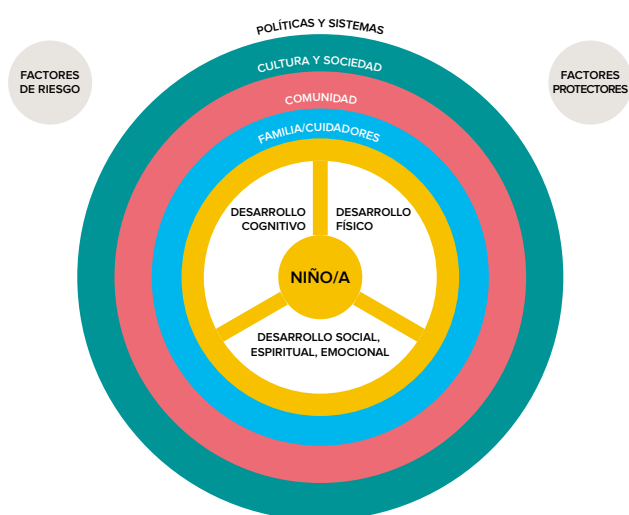 POLÍTICAS Y SISTEMAS
CULTURA Y SOCIEDAD
COMUNIDAD
FAMILIA/CUIDADORES
FACTORES
DE RIESGO
FACTORES
PROTECTORES
DESARROLLO
COGNITIVO
DESARROLLO
FÍSICO
NIÑO/A
DESARROLLO SOCIAL,
ESPIRITUAL, EMOCIONAL